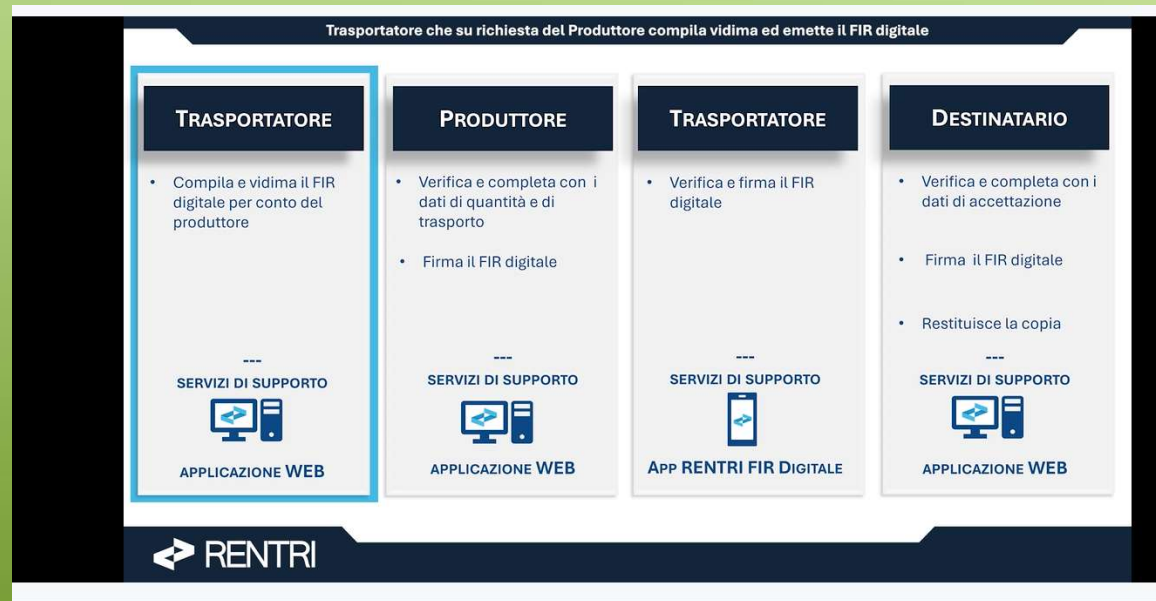 Trasportatore che su richiesta del Produttore compila vidima ed emette il FIR digitale
TRASPORTATORE
• Compila e vidima il FIR
digitale per conto del
produttore
---
SERVIZI DI SUPPORTO
APPLICAZIONE WEB
PRODUTTORE
• Verifica e completa con i
dati di quantità e di
trasporto
• Firma il FIR digitale
---
SERVIZI DI SUPPORTO
APPLICAZIONE WEB
TRASPORTATORE
• Verifica e firma il FIR
digitale
---
SERVIZI DI SUPPORTO
APP RENTRI FIR DIGITALE
DESTINATARIO
• Verifica e completa con i
dati di accettazione
• Firma il FIR digitale
• Restituisce la copia
---
SERVIZI DI SUPPORTO
APPLICAZIONE WEB
RENTRI